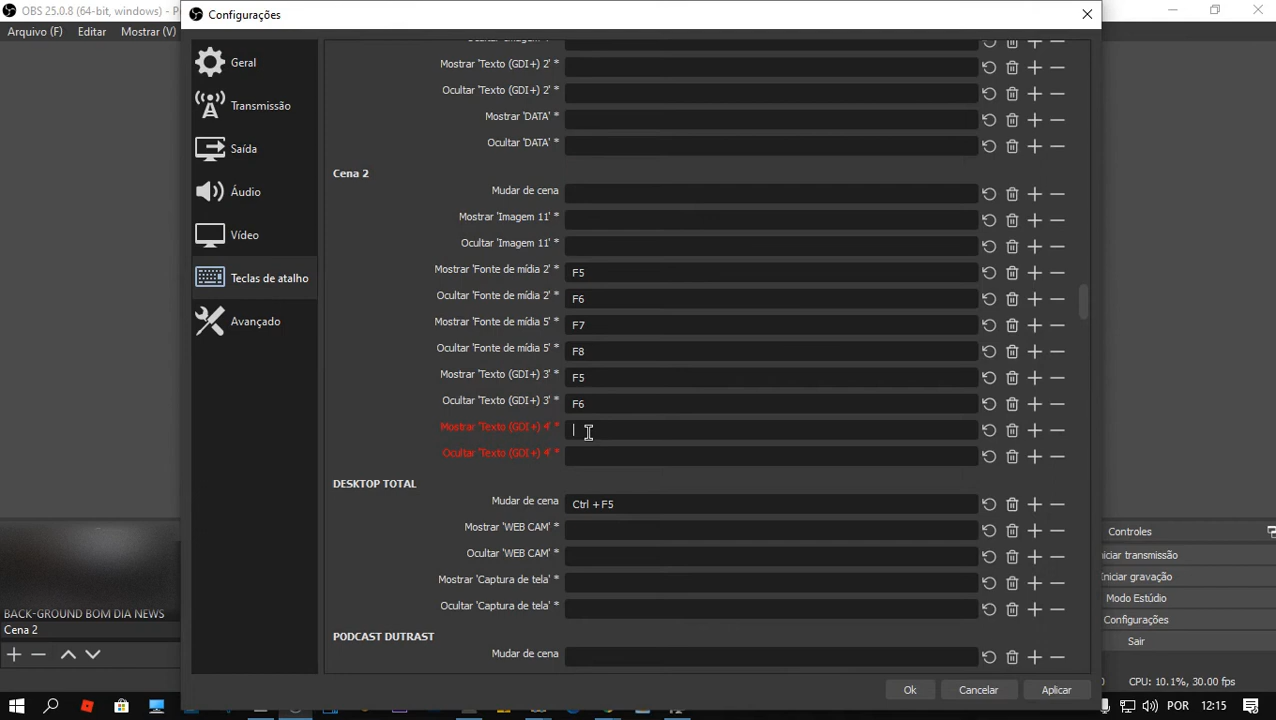 OBS 25.0.8 (64-bit, windows) -
Configurações
Arquivo (F)
Editar
Mostrar (V)
Geral
Transmissão
Saída
Áudio
Vídeo
Teclas de atalho
Avançado
Mostrar 'Texto (GDI+) 2' *
Ocultar 'Texto (GDI+) 2' *
Mostrar 'DATA' *
Ocultar 'DATA' *
Cena 2
Mudar de cena
Mostrar 'Imagem 11' *
Ocultar 'Imagem 11' *
Mostrar 'Fonte de mídia 2' * F5
Ocultar 'Fonte de mídia 2' * F6
Mostrar 'Fonte de mídia 5' * F7
Ocultar 'Fonte de mídia 5' * F8
Mostrar 'Texto (GDI+) 3' * F5
Ocultar 'Texto (GDI+) 3' * F6
Mostrar 'Texto (GDI+) 4' *
Ocultar 'Texto (GDI+) 4' *
DESKTOP TOTAL
Mudar de cena Ctrl + F5
Mostrar 'WEB CAM' *
Ocultar 'WEB CAM' *
Mostrar 'Captura de tela' *
Ocultar 'Captura de tela' *
PODCAST DUTRAST
Mudar de cena
Ok
Cancelar
Aplicar
BACK-GROUND BOM DIA NEWS
Cena 2
Controles
iciar transmissão
Iniciar gravação
Modo Estúdio
Configurações
Sair
CPU: 10.1%, 30.00 fps
POR
12:15